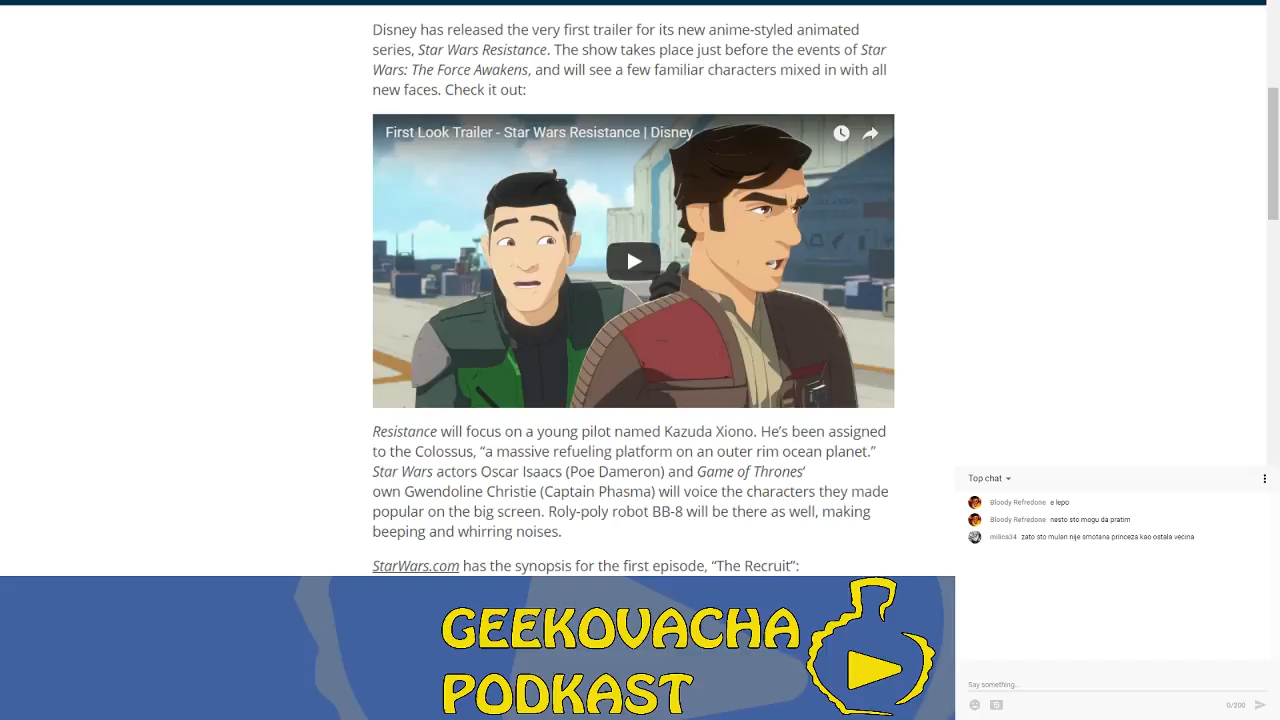 Disney has released the very first trailer for its new anime-styled animated
series, Star Wars Resistance. The show takes place just before the events of Star
Wars: The Force Awakens, and will see a few familiar characters mixed in with all
new faces. Check it out:
First Look Trailer - Star Wars Resistance | Disney
Resistance will focus on a young pilot named Kazuda Xiono. He’s been assigned
to the Colossus, “a massive refueling platform on an outer rim ocean planet.”
Star Wars actors Oscar Isaacs (Poe Dameron) and Game of Thrones’
own Gwendoline Christie (Captain Phasma) will voice the characters they made
popular on the big screen. Roly-poly robot BB-8 will be there as well, making
beeping and whirring noises.
StarWars.com has the synopsis for the first episode, “The Recruit”:
GEEKOVACHA
PODKAST
Top chat
Bloody Refredone e lepo
Bloody Refredone nesto sto mogu da pratim
milica34 zato sto mulan nije smotana princeza kao ostala vecina
Say something...
0/200